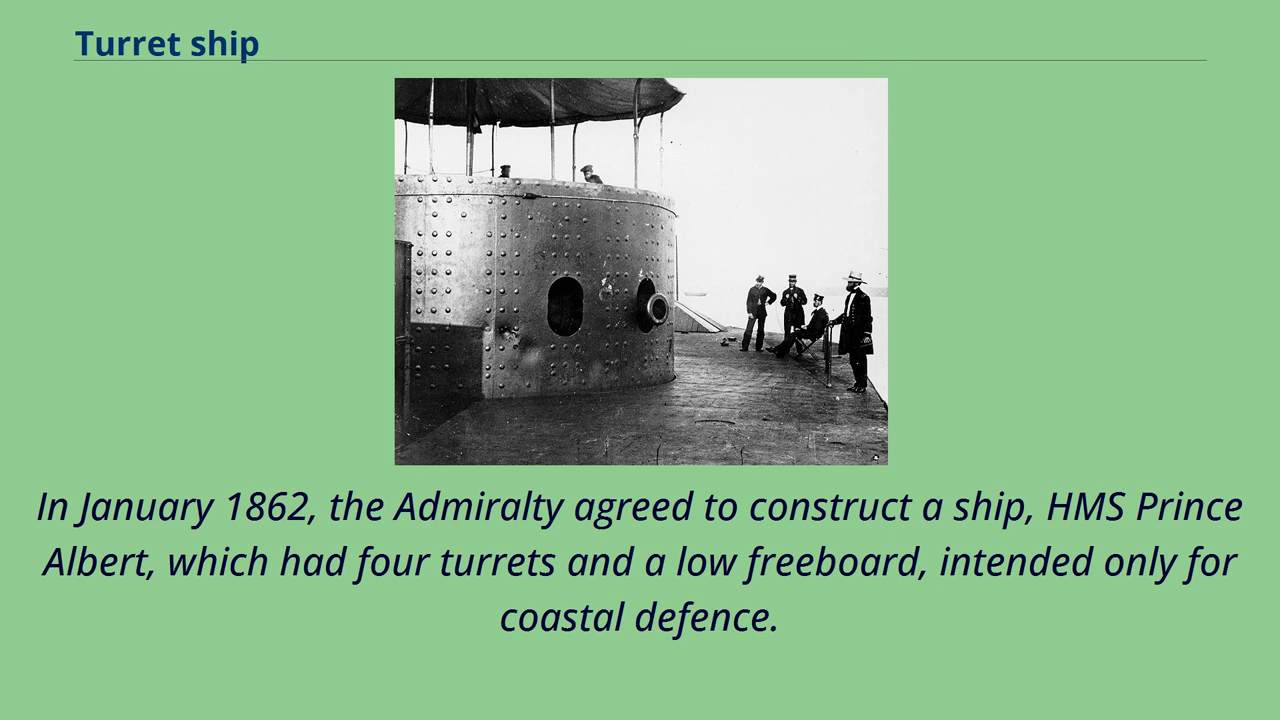 Turret ship
In January 1862, the Admiralty agreed to construct a ship, HMS Prince
Albert, which had four turrets and a low freeboard, intended only for
coastal defence.